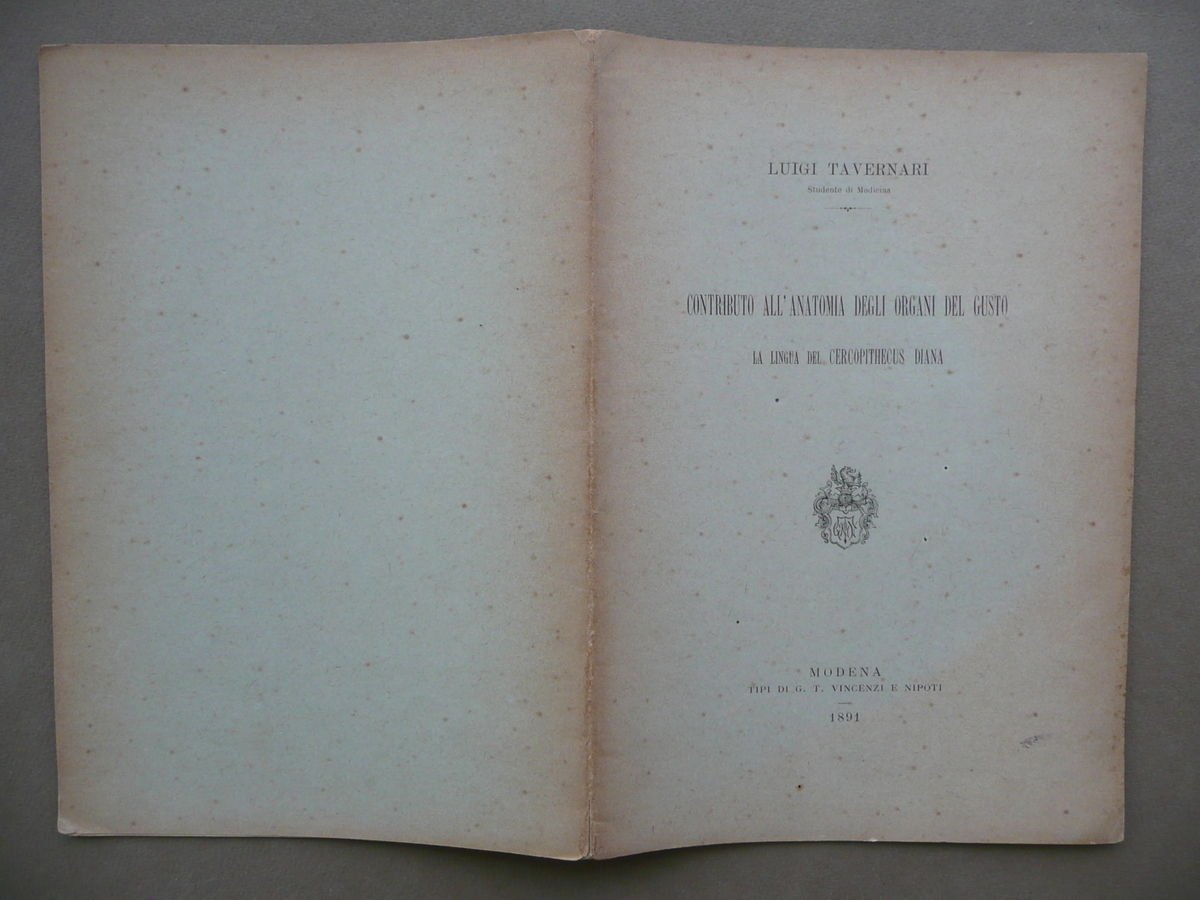 LUIGI TAVERNARI
Studente di Medicina
CONTRIBUTO ALL'ANATOMIA DEGLI ORGANI DEL GUSTO
LA LINGUA DEL CERCOPITHECUS DIANA
MODENA
TIPI DI G. T. VINCENZI E NIPOTI
1891